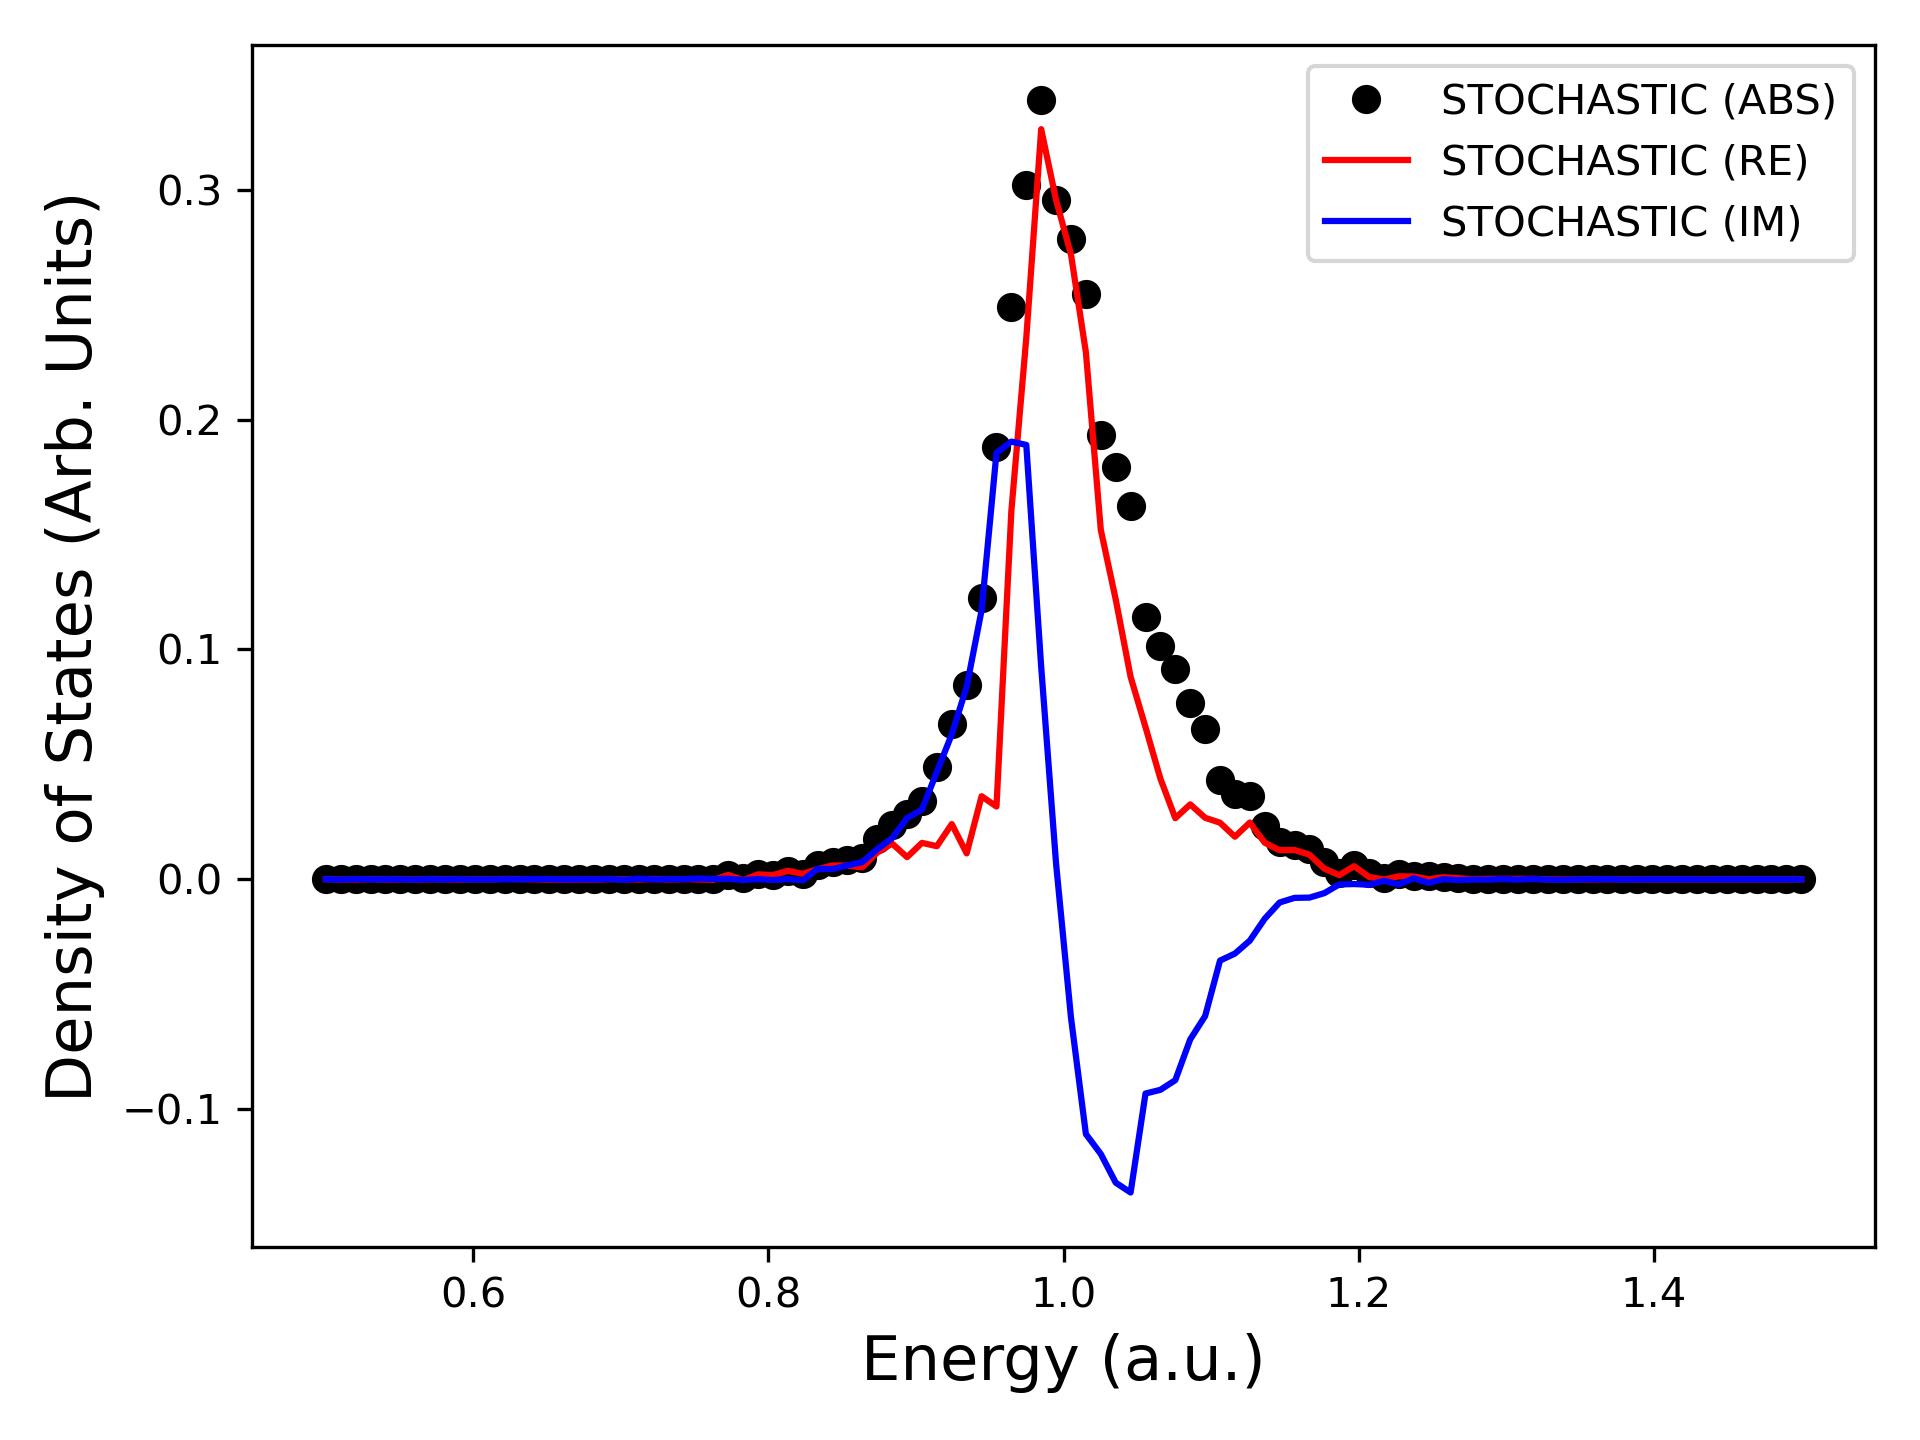 STOCHASTIC (ABS)
STOCHASTIC (RE)
STOCHASTIC (IM)
Density of States (Arb. Units)
0.3
0.2
0.1
0.0
−0.1
0.6 0.8 1.0 1.2 1.4
Energy (a.u.)